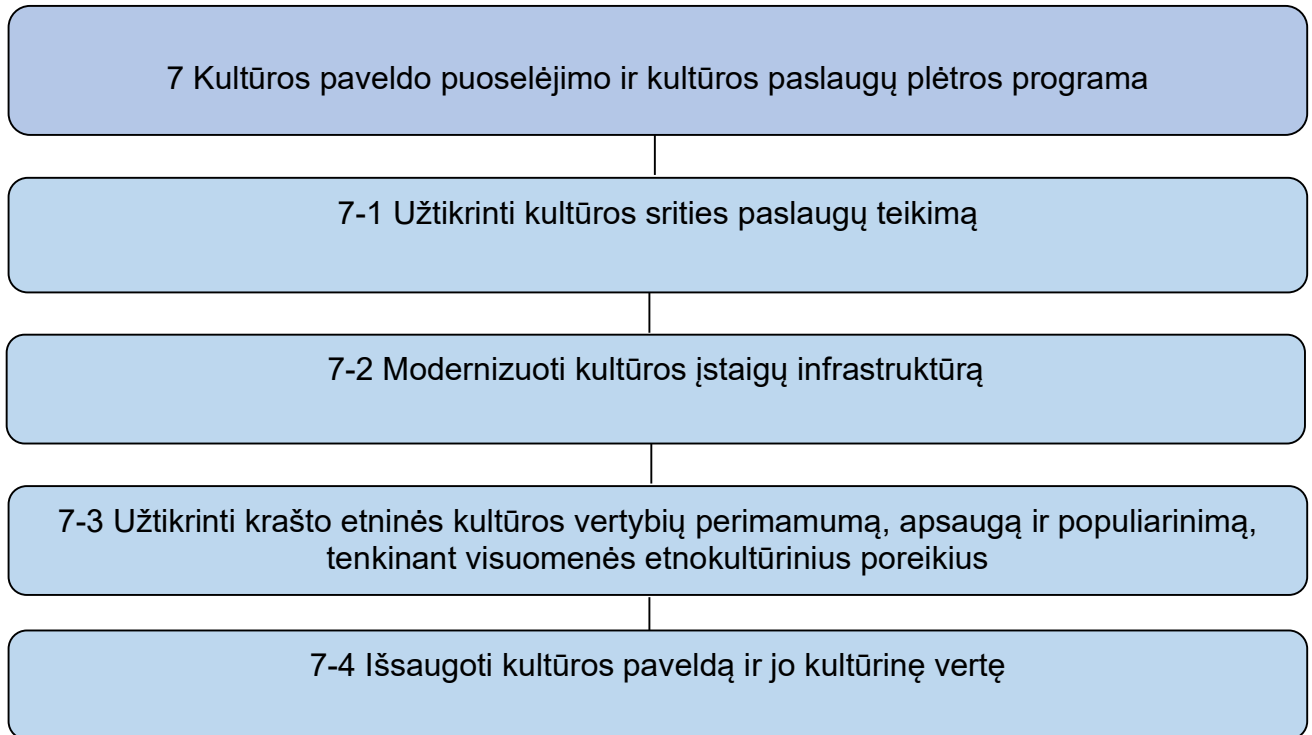 7 Kultūros paveldo puoselėjimo ir kultūros paslaugų plėtros programa
7-1 Užtikrinti kultūros srities paslaugų teikimą
7-2 Modernizuoti kultūros įstaigų infrastruktūrą
7-3 Užtikrinti krašto etninės kultūros vertybių perimamumą, apsaugą ir populiarinimą,
tenkinant visuomenės etnokultūrinius poreikius
7-4 Išsaugoti kultūros paveldą ir jo kultūrinę vertę